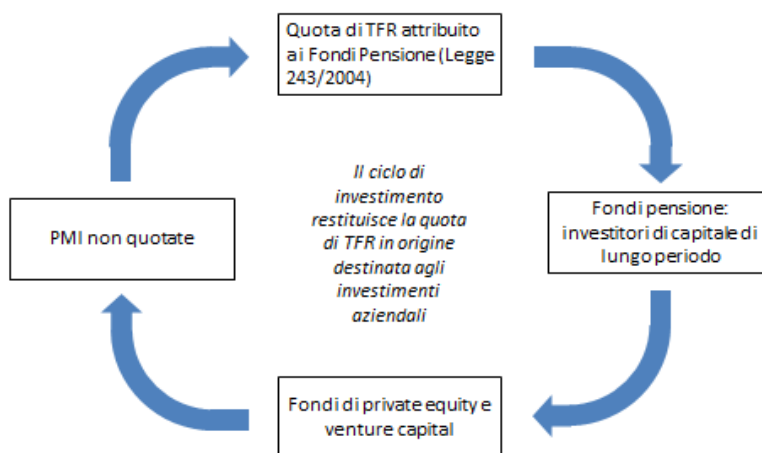 Quota di TFR attribuito
ai Fondi Pensione (Legge
243/2004)
Il ciclo di
investimento
restituisce la quota
di TFR in origine
destinata agli
investimenti
aziendali
Fondi pensione:
investitori di capitale di
lungo periodo
PMI non quotate
Fondi di private equity e
venture capital